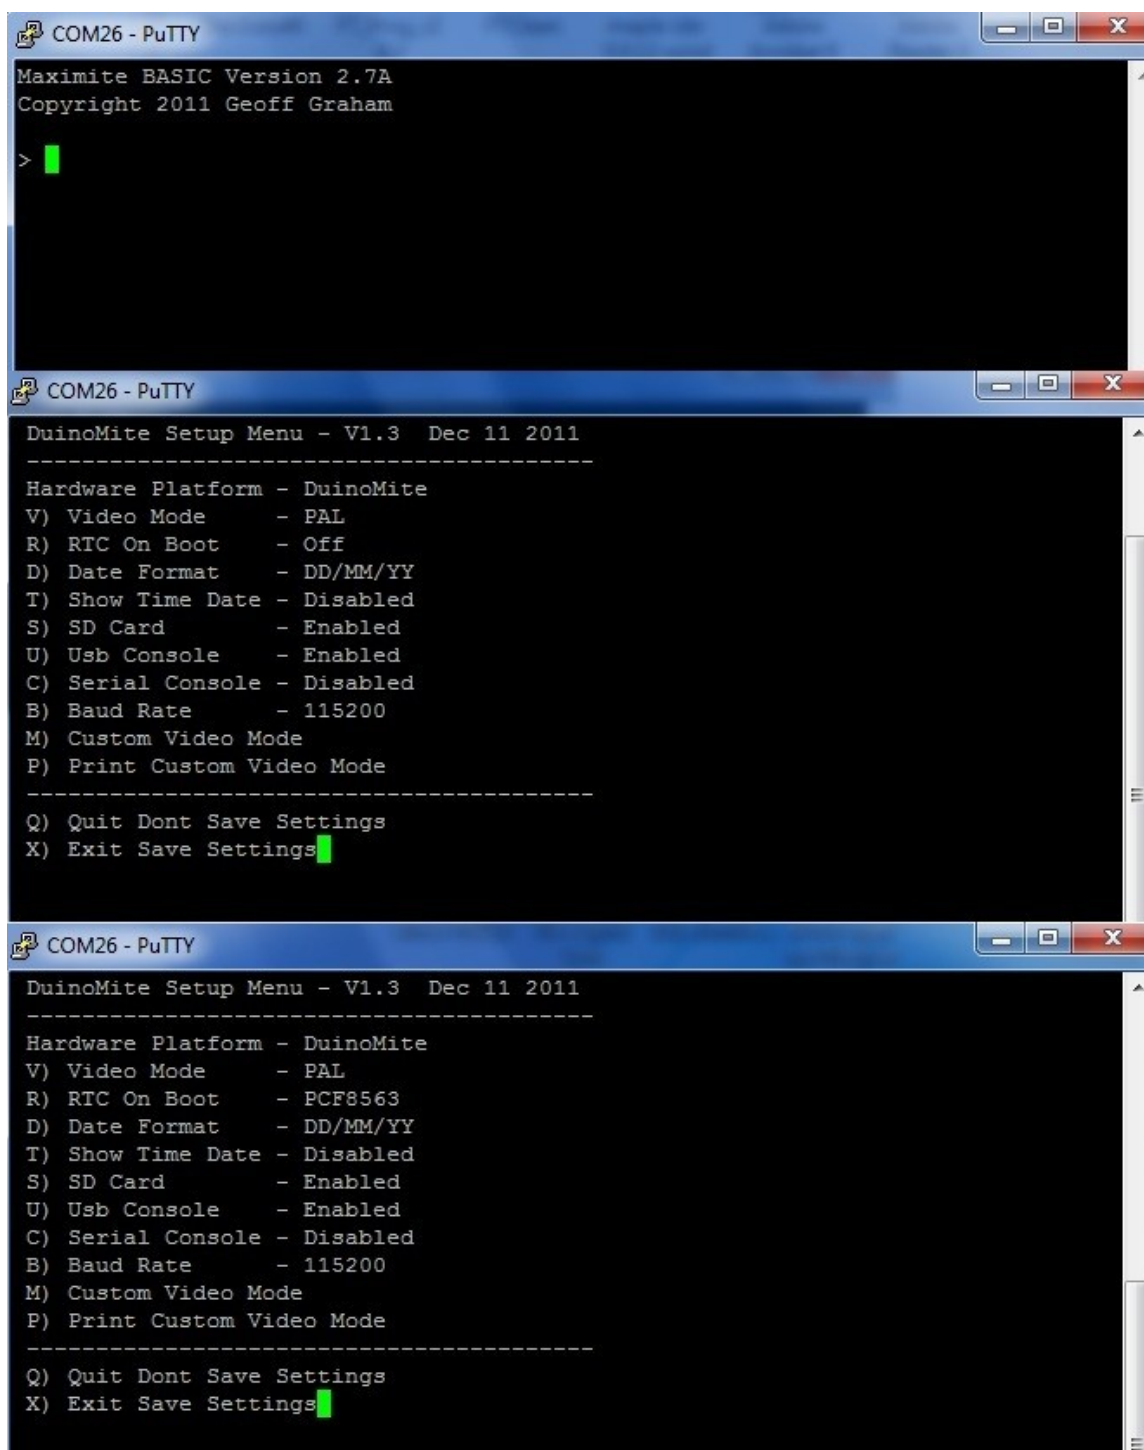 COM26 - PuTTY
Maximite BASIC Version 2.7A
Copyright 2011 Geoff Graham
>
COM26 - PuTTY
DuinoMite Setup Menu - V1.3  Dec 11 2011
-----------------------------------------
Hardware Platform - DuinoMite
V) Video Mode     - PAL
R) RTC On Boot    - Off
D) Date Format    - DD/MM/YY
T) Show Time Date - Disabled
S) SD Card        - Enabled
U) Usb Console    - Enabled
C) Serial Console - Disabled
B) Baud Rate      - 115200
M) Custom Video Mode
P) Print Custom Video Mode
-----------------------------------------
Q) Quit Dont Save Settings
X) Exit Save Settings
COM26 - PuTTY
DuinoMite Setup Menu - V1.3  Dec 11 2011
-----------------------------------------
Hardware Platform - DuinoMite
V) Video Mode     - PAL
R) RTC On Boot    - PCF8563
D) Date Format    - DD/MM/YY
T) Show Time Date - Disabled
S) SD Card        - Enabled
U) Usb Console    - Enabled
C) Serial Console - Disabled
B) Baud Rate      - 115200
M) Custom Video Mode
P) Print Custom Video Mode
-----------------------------------------
Q) Quit Dont Save Settings
X) Exit Save Settings